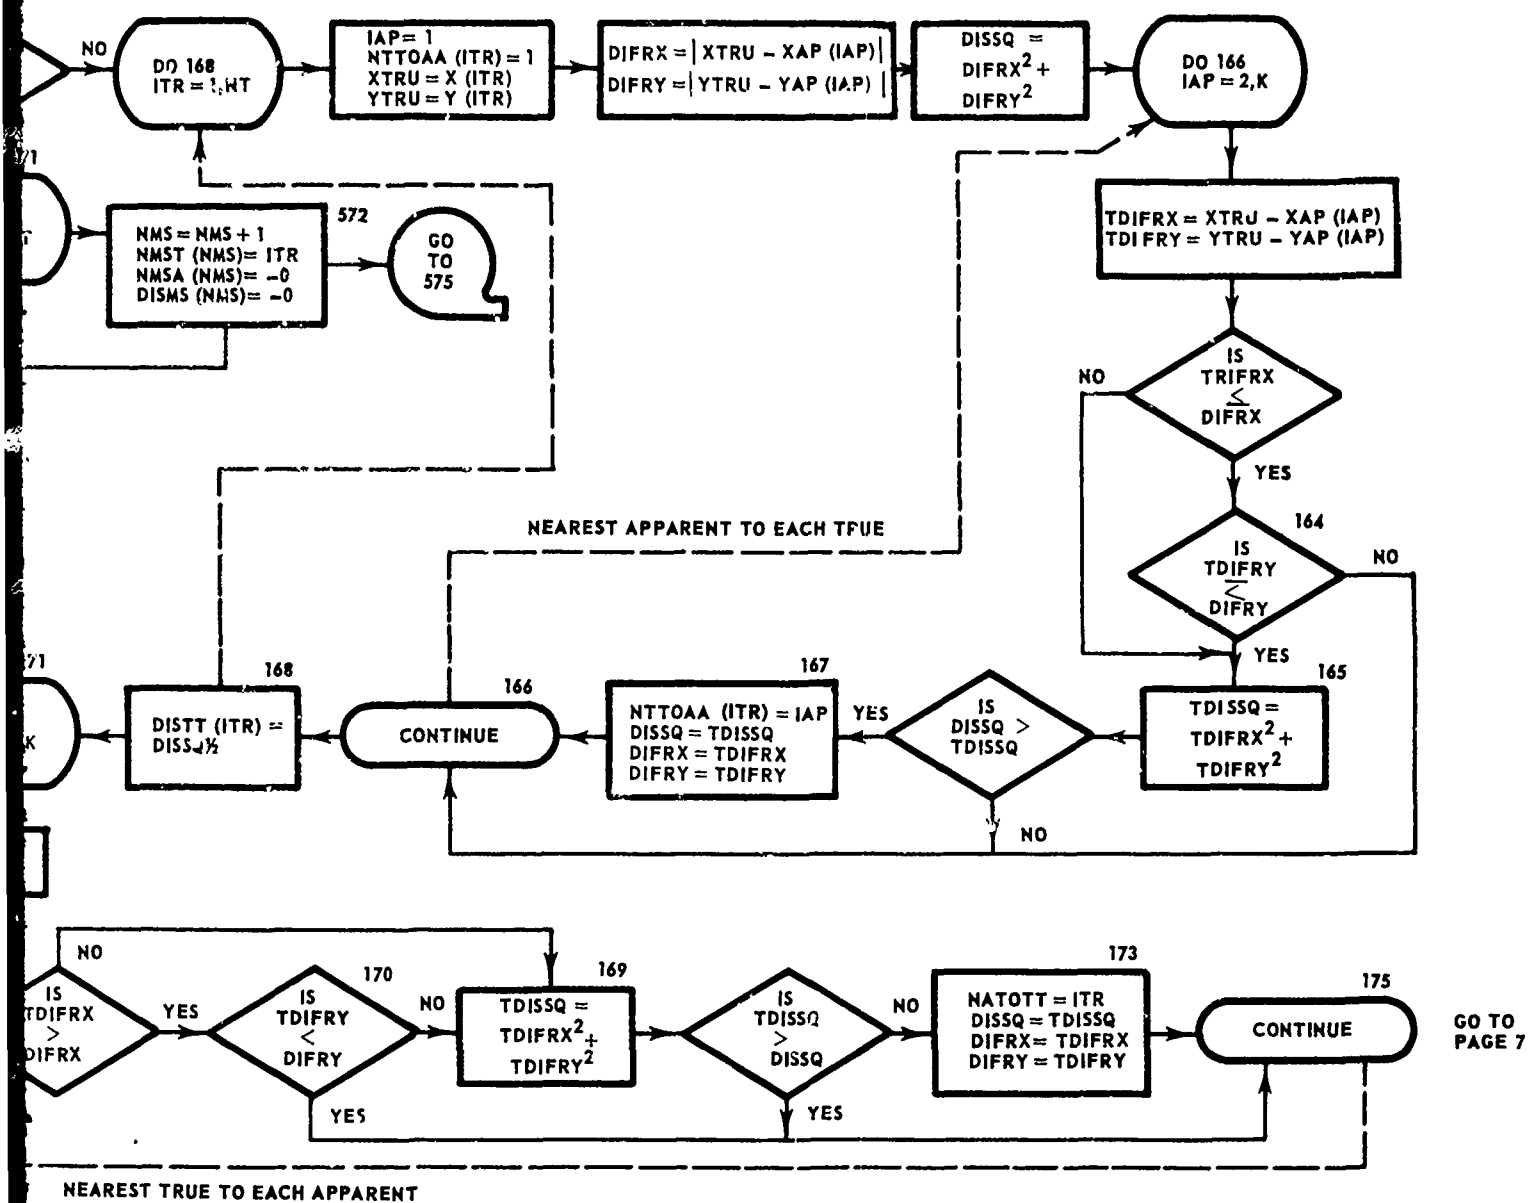 NO
DO 168
ITR = 1, NT
IAP = 1
NTTOAA (ITR) = 1
XTRU = X (ITR)
YTRU = Y (ITR)
DIFRX = | XTRU – XAP (IAP) |
DIFRY = | YTRU – YAP (IAP) |
DISSQ =
DIFRX² +
DIFRY²
DO 166
IAP = 2,K
TDIFRX = XTRU – XAP (IAP)
TDIFRY = YTRU – YAP (IAP)
71
572
NMS = NMS + 1
NMST (NMS) = ITR
NMSA (NMS) = –0
DISMS (NMS) = –0
GO
TO
575
IS
TRIFRX
≤
DIFRX
NO
YES
NEAREST APPARENT TO EACH TRUE
164
IS
TDIFRY
≤
DIFRY
NO
YES
71
K
168
DISTT (ITR) =
DISSQ½
166
CONTINUE
167
NTTOAA (ITR) = IAP
DISSQ = TDISSQ
DIFRX = TDIFRX
DIFRY = TDIFRY
YES
IS
DISSQ >
TDISSQ
NO
165
TDISSQ =
TDIFRX² +
TDIFRY²
NO
IS
TDIFRX
>
DIFRX
YES
170
IS
TDIFRY
<
DIFRY
NO
YES
169
TDISSQ =
TDIFRX² +
TDIFRY²
IS
TDISSQ
>
DISSQ
NO
YES
173
NATOTT = ITR
DISSQ = TDISSQ
DIFRX = TDIFRX
DIFRY = TDIFRY
175
CONTINUE
GO TO
PAGE 7
NEAREST TRUE TO EACH APPARENT